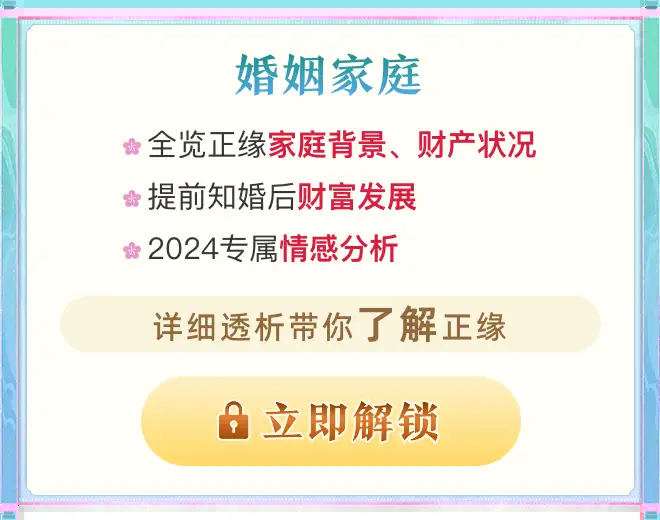 婚姻家庭
全览正缘家庭背景、财产状况
提前知婚后财富发展
2024专属情感分析
详细透析带你了解正缘
立即解锁